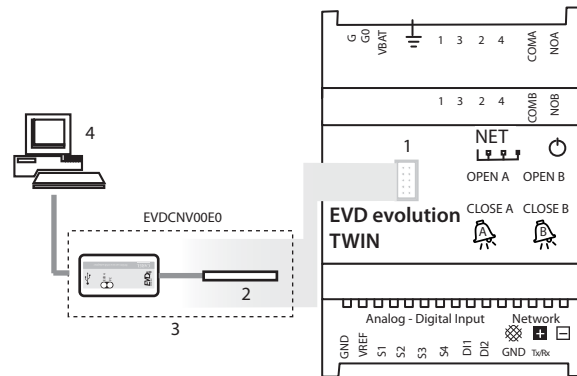 G G0 VBAT 1 3 2 4 COMA NOA
1 3 2 4 COMB NOB
4
1
NET
OPEN A OPEN B
EVDCNV00E0
CLOSE A CLOSE B
EVD evolution
TWIN
A B
EVD
2
3
Analog - Digital Input Network
GND VREF S1 S2 S3 S4 DI1 DI2 GND Tx/Rx